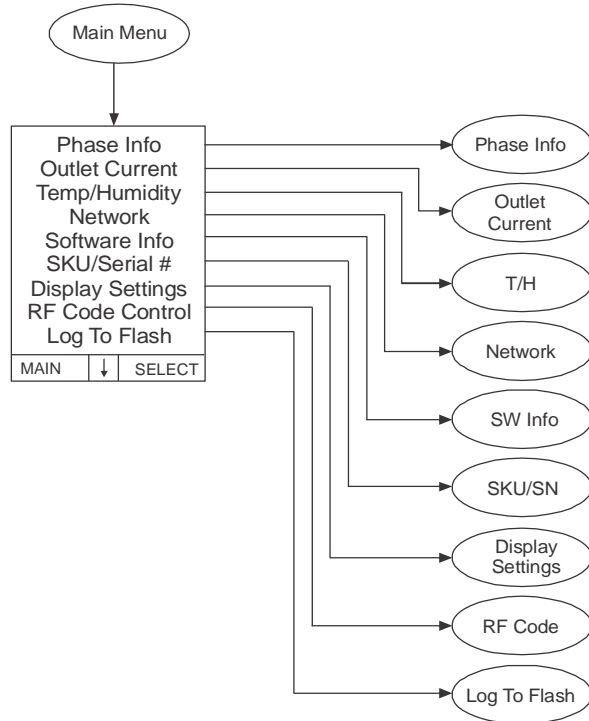 Main Menu
Phase Info
Outlet Current
Temp/Humidity
Network
Software Info
SKU/Serial #
Display Settings
RF Code Control
Log To Flash
MAIN ↓ SELECT
Phase Info
Outlet
Current
T/H
Network
SW Info
SKU/SN
Display
Settings
RF Code
Log To Flash